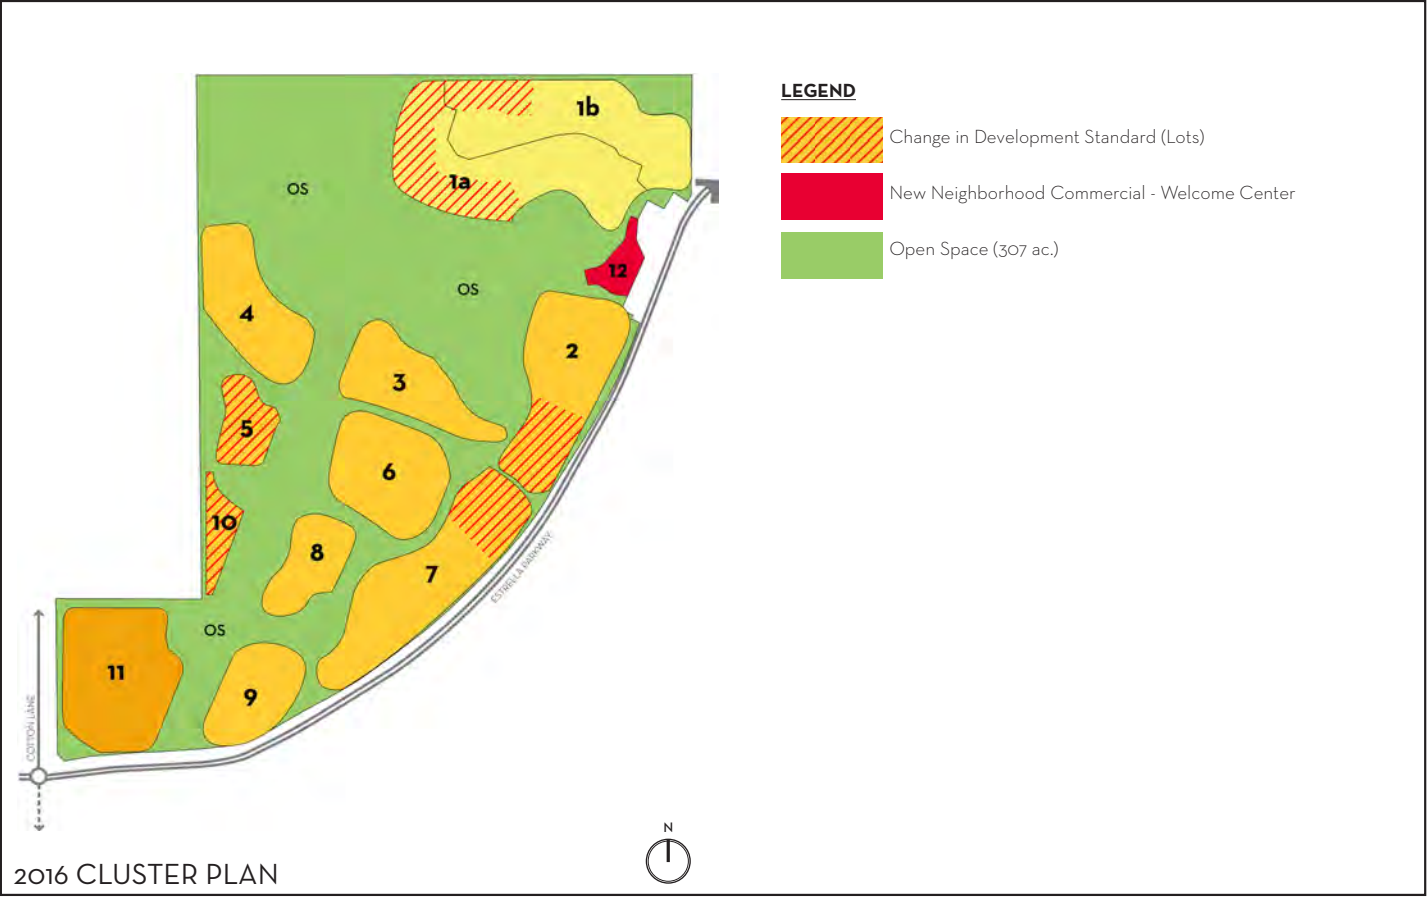 LEGEND
Change in Development Standard (Lots)
New Neighborhood Commercial - Welcome Center
Open Space (307 ac.)
1b
1a
OS
12
OS
4
2
3
5
6
10
8
7
ESTRELLA PARKWAY
OS
11
9
COTTON LANE
N
2016 CLUSTER PLAN